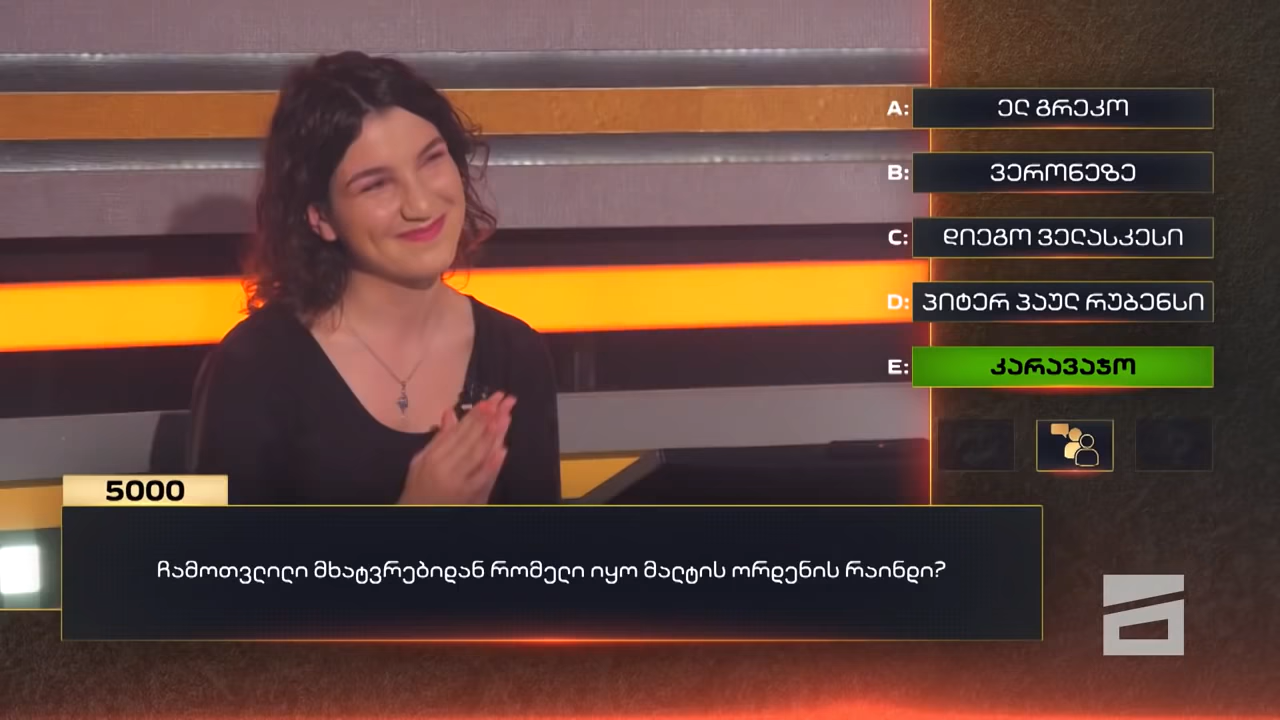 A: ელ გრეკო
B: ვერონეზე
C: დიეგო ველასკესი
D: პიტერ პაულ რუბენსი
E: კარავაჯო
5000
ჩამოთვლილი მხატვრებიდან რომელი იყო მალტის ორდენის რაინდი?